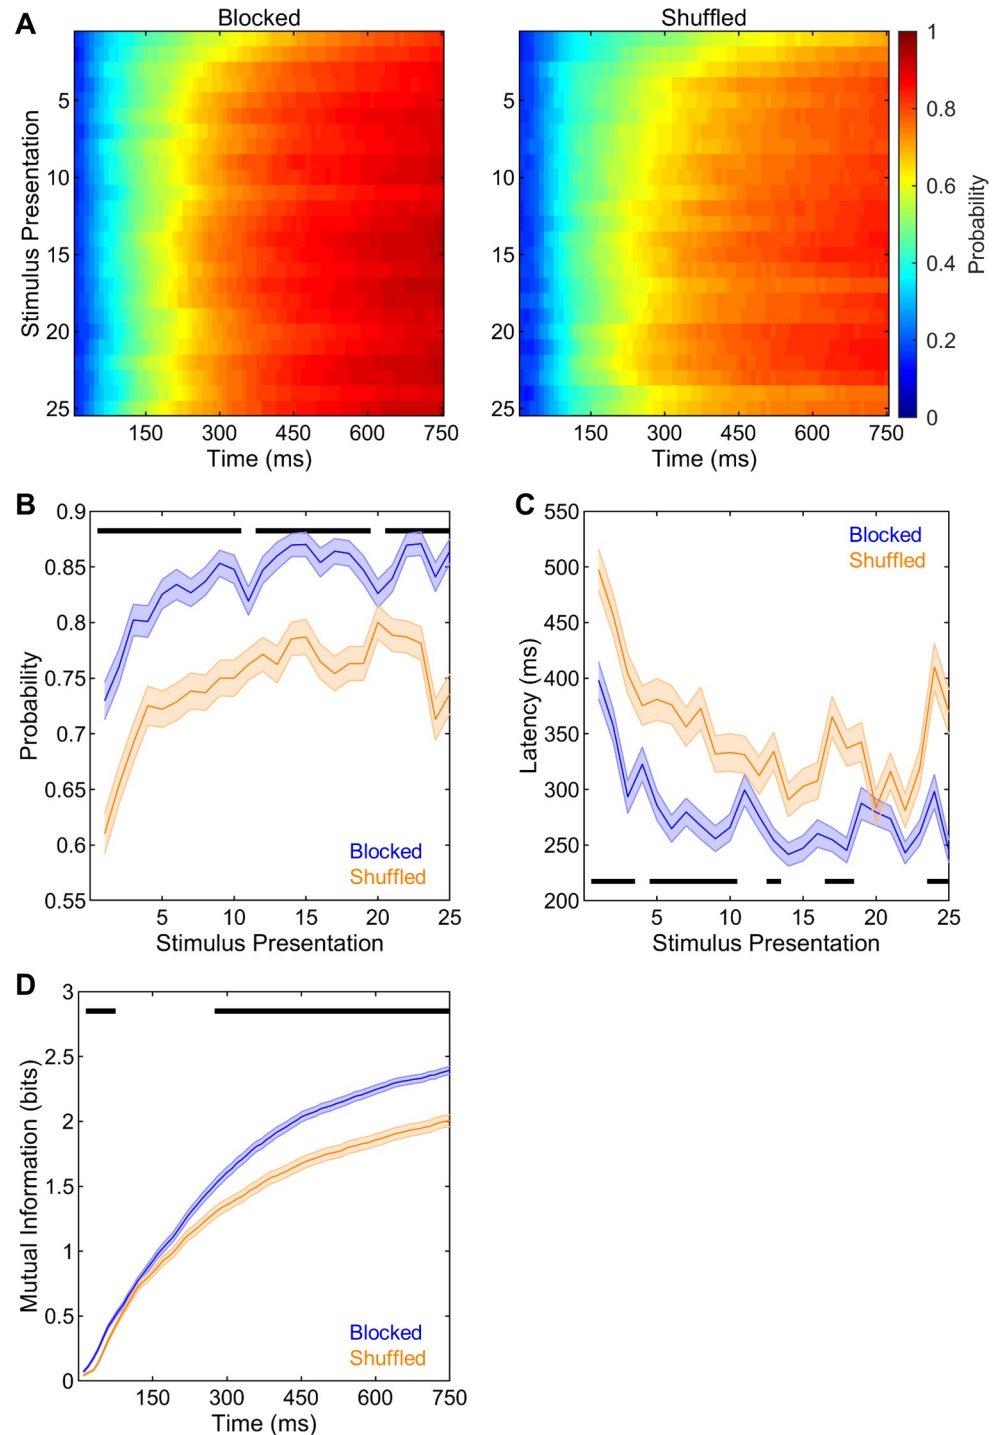 A
Blocked
Shuffled
Stimulus Presentation
5
10
15
20
25
150 300 450 600 750
Time (ms)
5
10
15
20
25
150 300 450 600 750
Time (ms)
1
0.8
0.6
0.4
0.2
0
Probability
B
0.9
0.85
0.8
0.75
0.7
0.65
0.6
0.55
Probability
Blocked
Shuffled
5 10 15 20 25
Stimulus Presentation
C
550
500
450
400
350
300
250
200
Latency (ms)
Blocked
Shuffled
5 10 15 20 25
Stimulus Presentation
D
3
2.5
2
1.5
1
0.5
0
Mutual Information (bits)
Blocked
Shuffled
150 300 450 600 750
Time (ms)